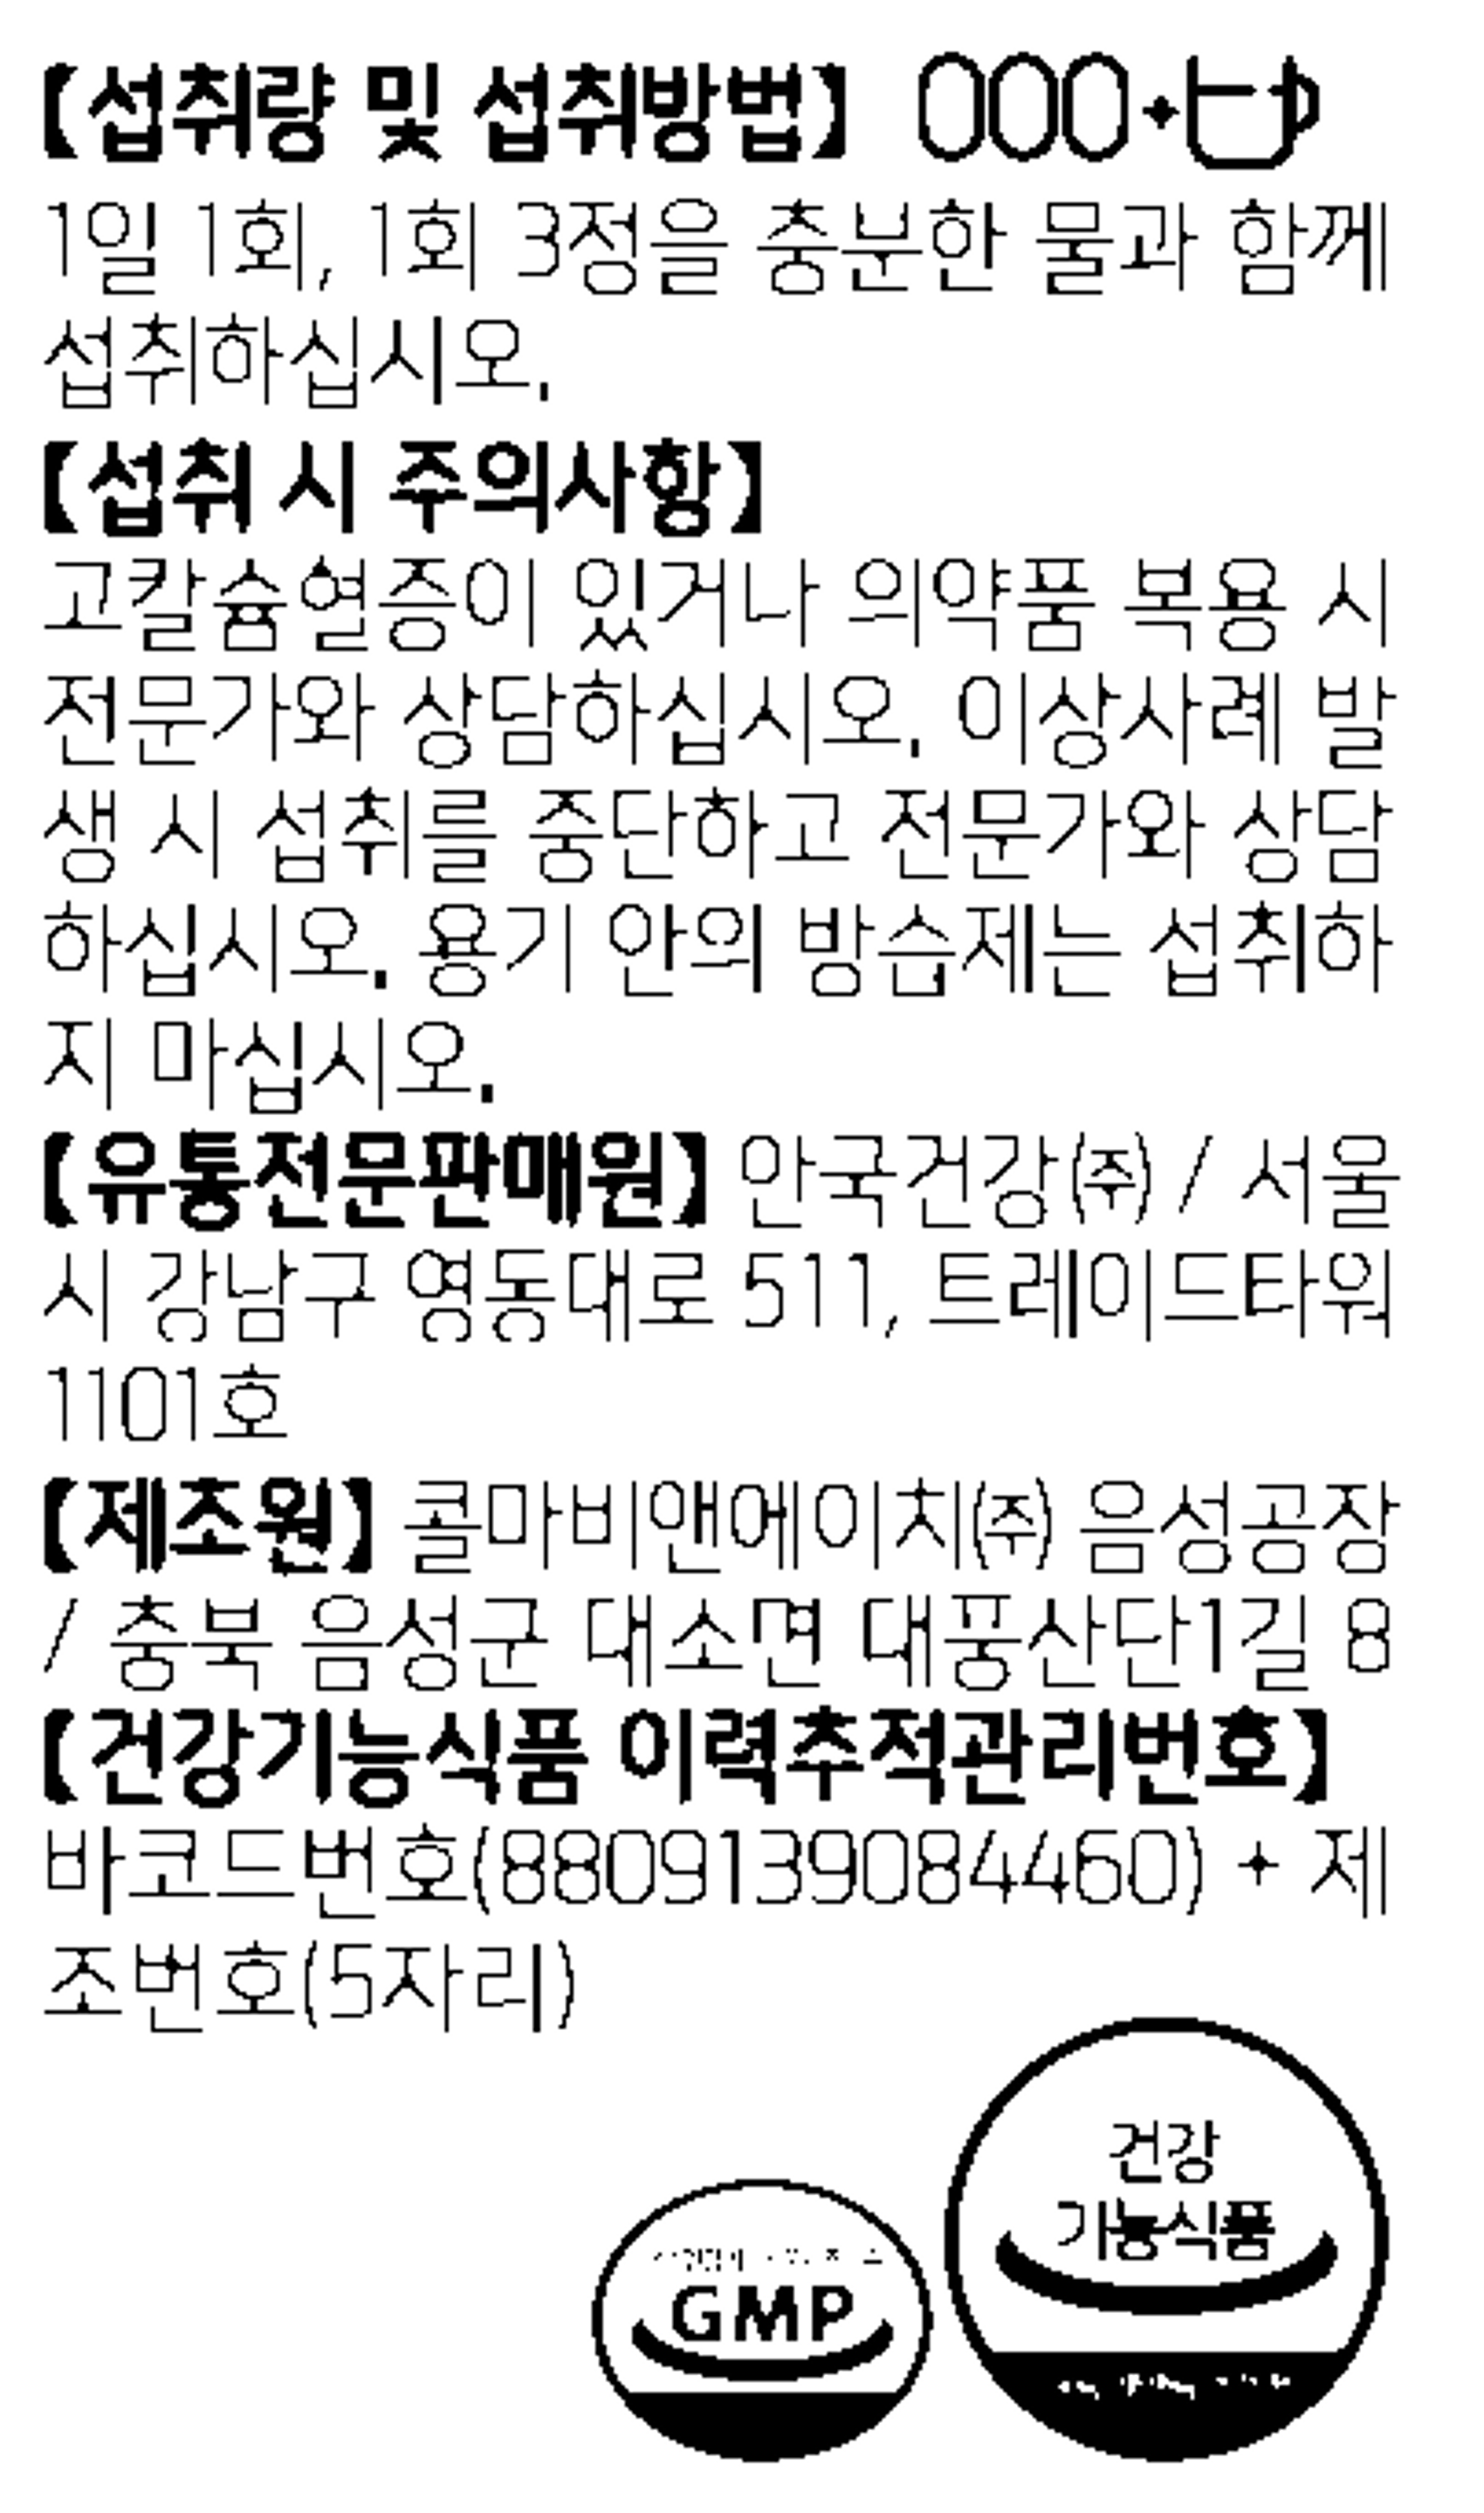 【섭취량 및 섭취방법】
1일 1회, 1회 3정을 충분한 물과 함께
섭취하십시오.
【섭취 시 주의사항】
고칼슘혈증이 있거나 의약품 복용 시
전문가와 상담하십시오. 이상사례 발
생 시 섭취를 중단하고 전문가와 상담
하십시오. 용기 안의 방습제는 섭취하
지 마십시오.
【유통전문판매원】 안국건강(주) / 서울
시 강남구 영동대로 511, 트레이드타워
1101호
【제조원】 콜마비앤에이치(주) 음성공장
/ 충북 음성군 대소면 대풍산단1길 8
【건강기능식품 이력추적관리번호】
바코드번호(8809139084460) + 제
조번호(5자리)
건강
기능식품
GMP